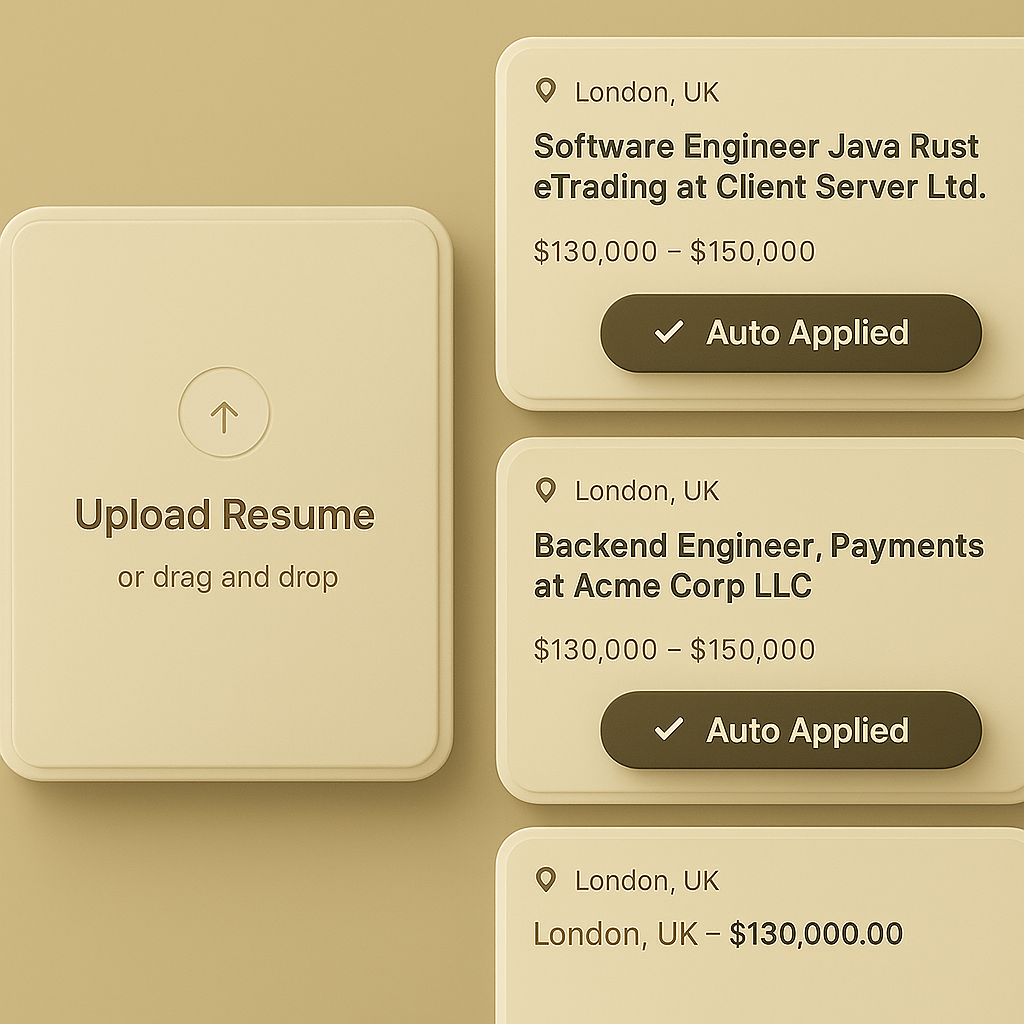 Upload Resume
or drag and drop
London, UK
Software Engineer Java Rust
eTrading at Client Server Ltd.
$130,000 – $150,000
Auto Applied
London, UK
Backend Engineer, Payments
at Acme Corp LLC
$130,000 – $150,000
Auto Applied
London, UK
London, UK – $130,000.00